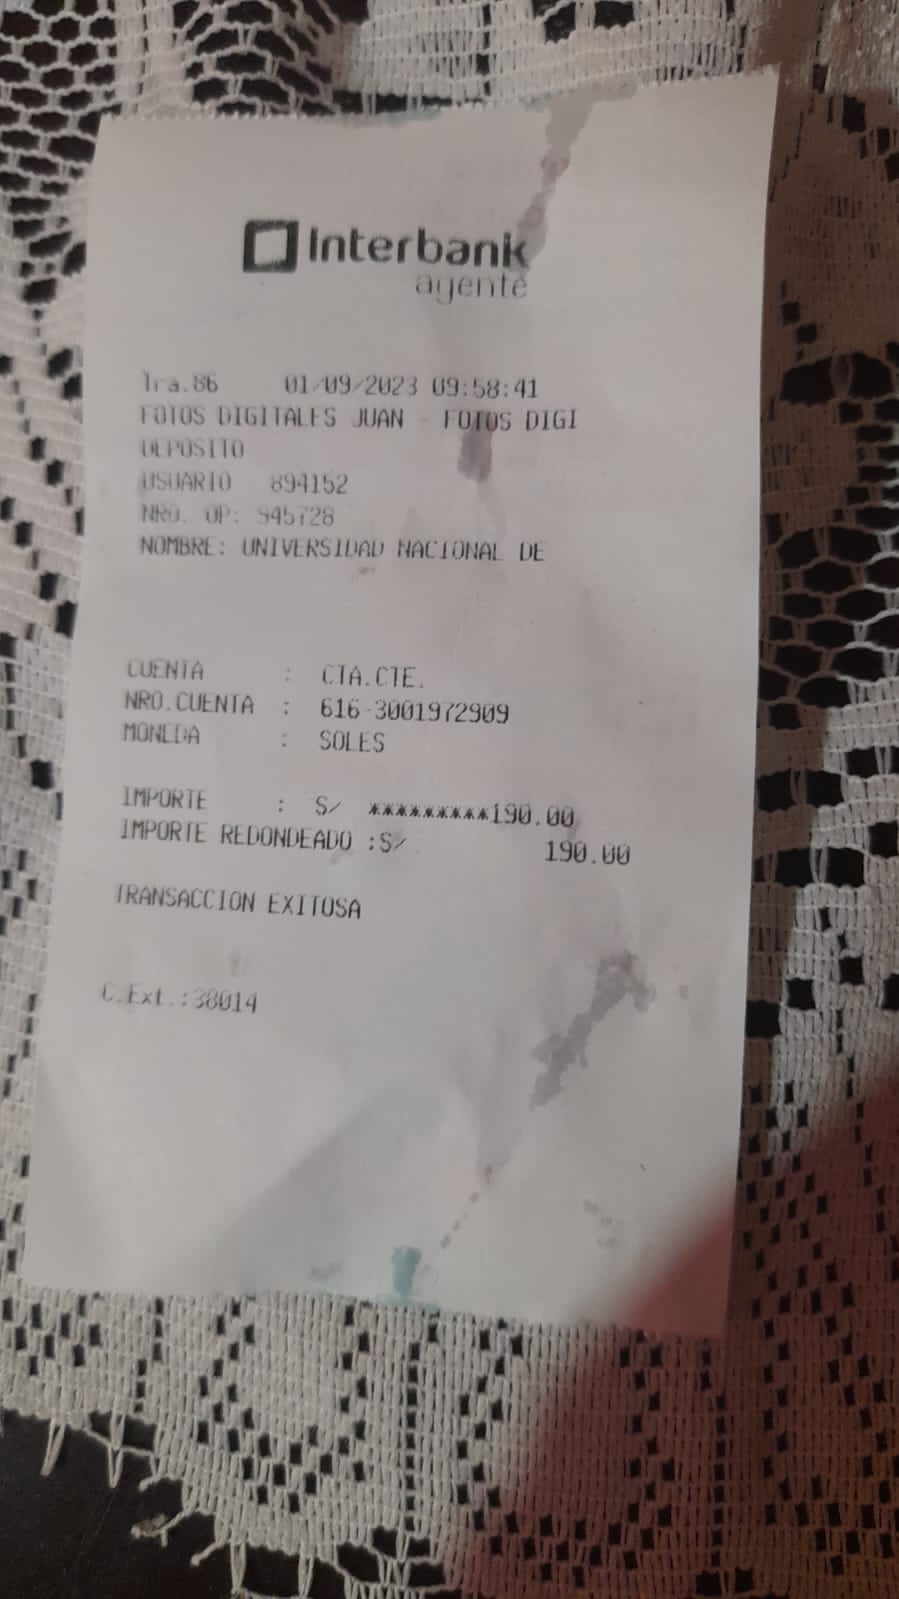 Interbank
agente
Tra.86 01/09/2023 09:58:41
FOTOS DIGITALES JUAN - FOTOS DIGI
DEPOSITO
USUARIO 894152
NRO. OP: 945728
NOMBRE: UNIVERSIDAD NACIONAL DE
CUENTA : CTA.CTE.
NRO.CUENTA : 616-3001972909
MONEDA : SOLES
IMPORTE : S/ *********190.00
IMPORTE REDONDEADO :S/ 190.00
TRANSACCION EXITOSA
C.Ext.:38014